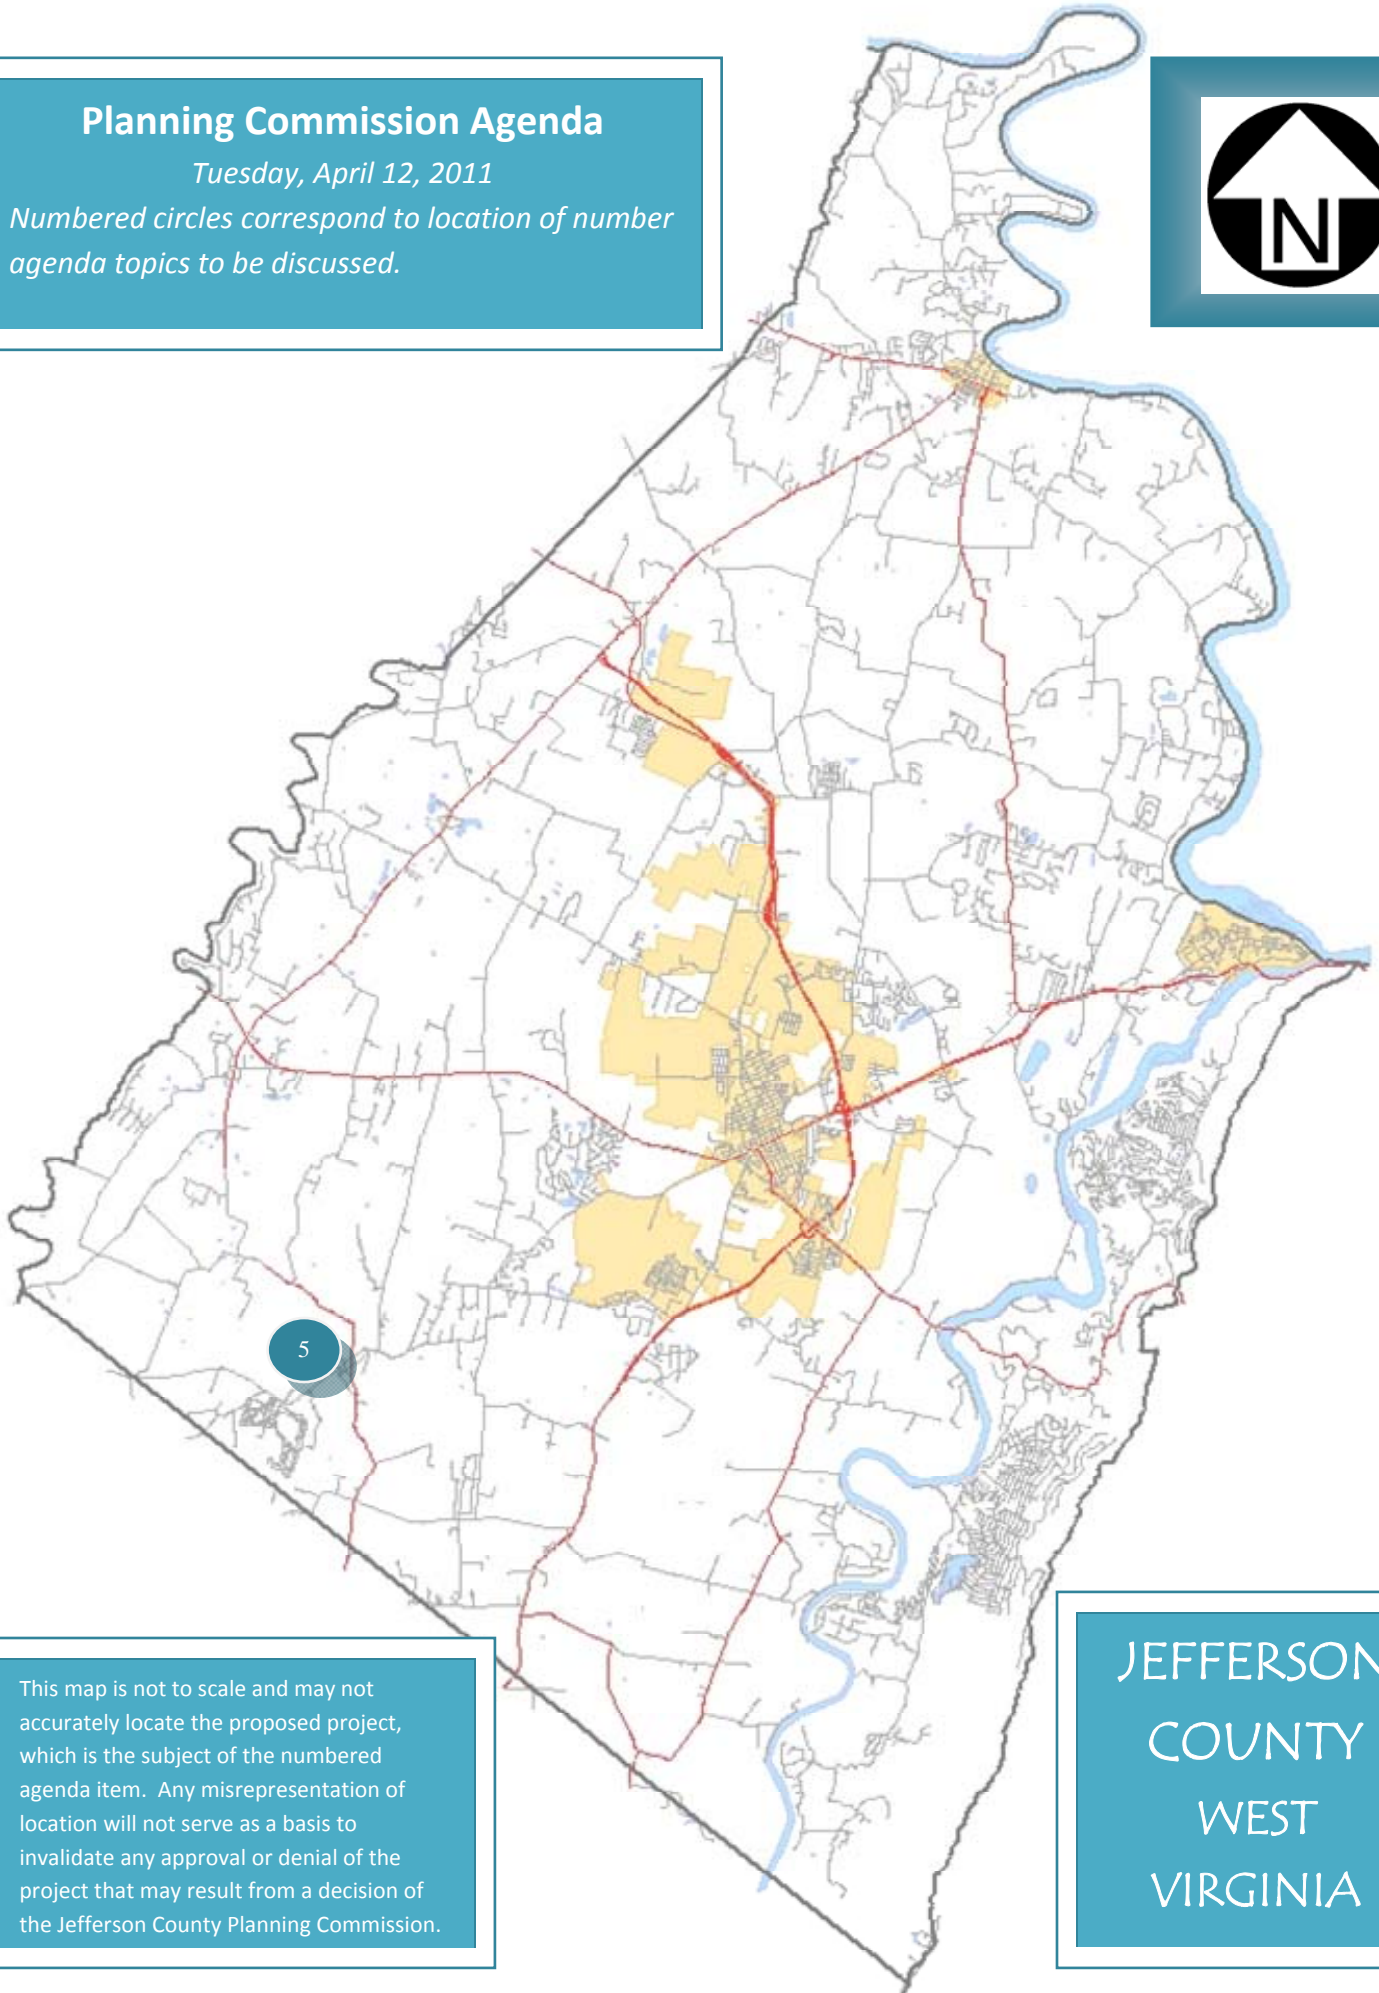 Planning Commission Agenda
Tuesday, April 12, 2011
Numbered circles correspond to location of number
agenda topics to be discussed.
N
5
This map is not to scale and may not
accurately locate the proposed project,
which is the subject of the numbered
agenda item.  Any misrepresentation of
location will not serve as a basis to
invalidate any approval or denial of the
project that may result from a decision of
the Jefferson County Planning Commission.
JEFFERSON
COUNTY
WEST
VIRGINIA